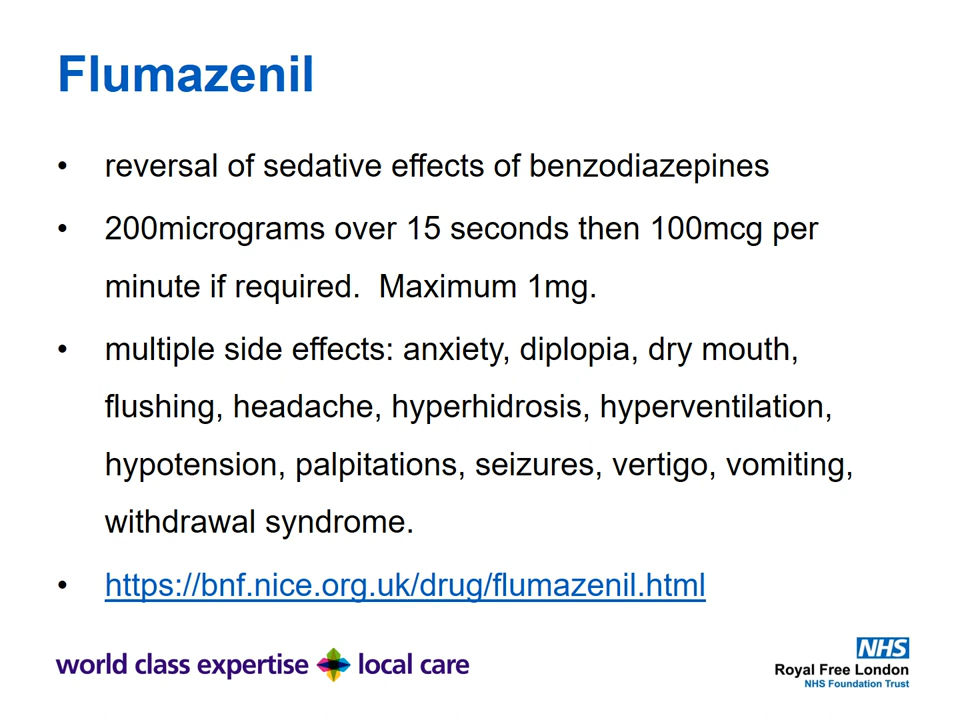 Flumazenil
• reversal of sedative effects of benzodiazepines
• 200micrograms over 15 seconds then 100mcg per
minute if required.  Maximum 1mg.
• multiple side effects: anxiety, diplopia, dry mouth,
flushing, headache, hyperhidrosis, hyperventilation,
hypotension, palpitations, seizures, vertigo, vomiting,
withdrawal syndrome.
• https://bnf.nice.org.uk/drug/flumazenil.html
world class expertise local care
NHS
Royal Free London
NHS Foundation Trust